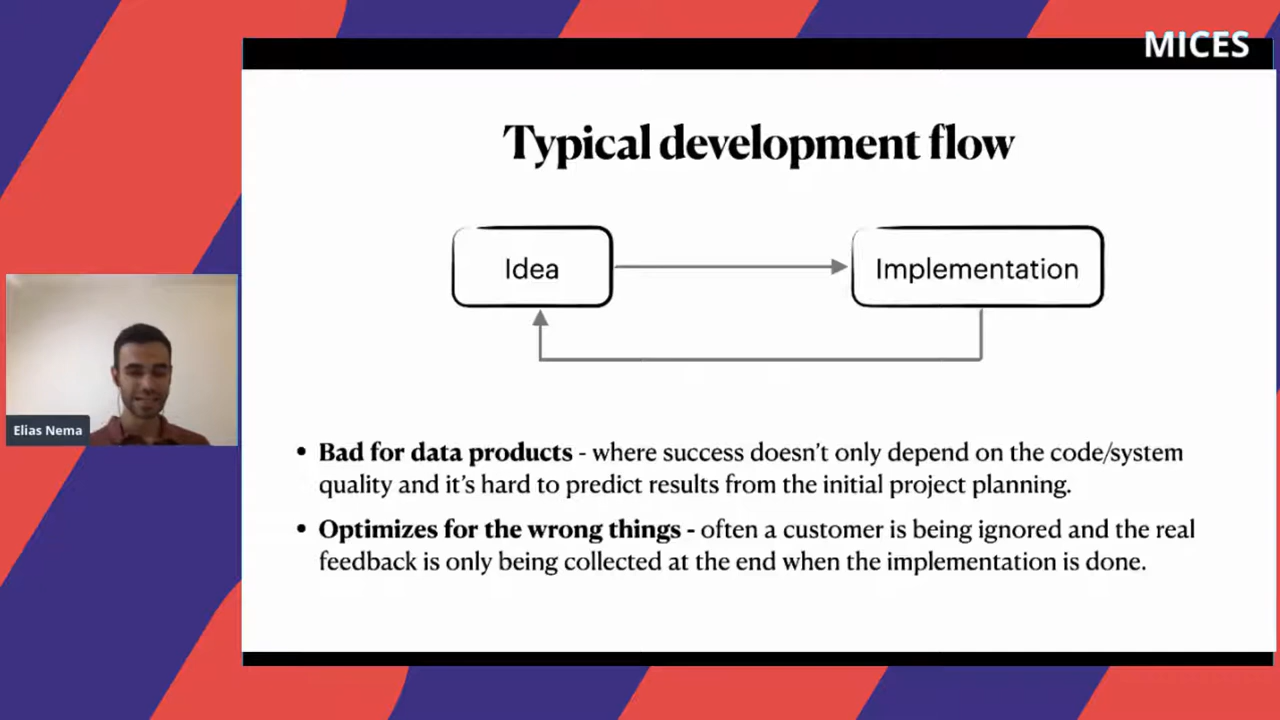 MICES
Typical development flow
Idea
Implementation
Elias Nema
• Bad for data products - where success doesn’t only depend on the code/system
quality and it’s hard to predict results from the initial project planning.
• Optimizes for the wrong things - often a customer is being ignored and the real
feedback is only being collected at the end when the implementation is done.